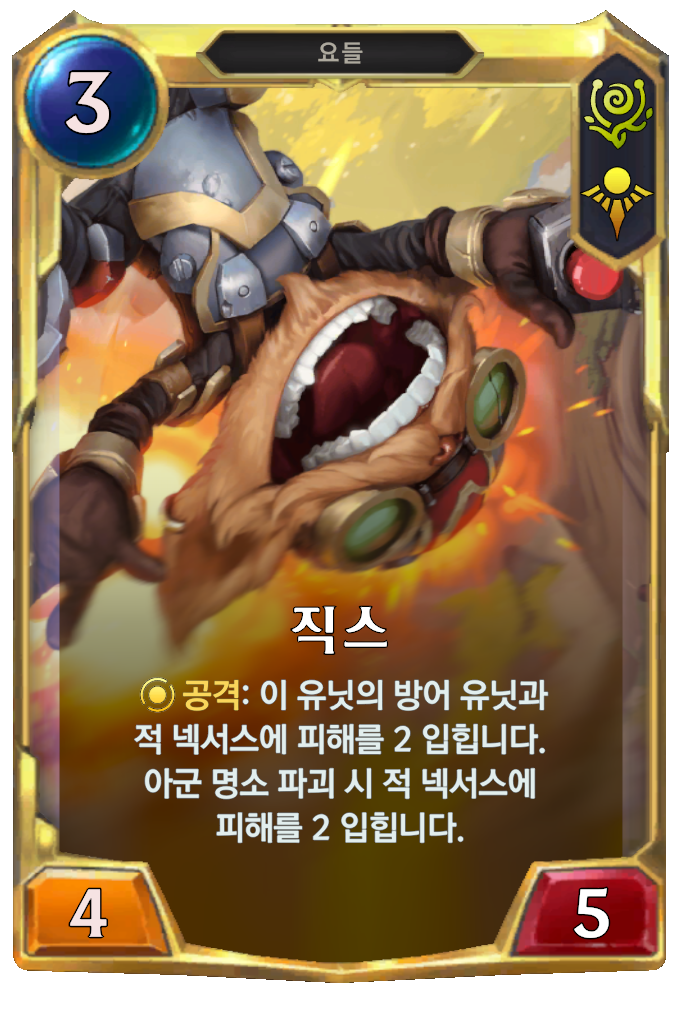 3
요들
직스
공격: 이 유닛의 방어 유닛과
적 넥서스에 피해를 2 입힙니다.
아군 명소 파괴 시 적 넥서스에
피해를 2 입힙니다.
4
5